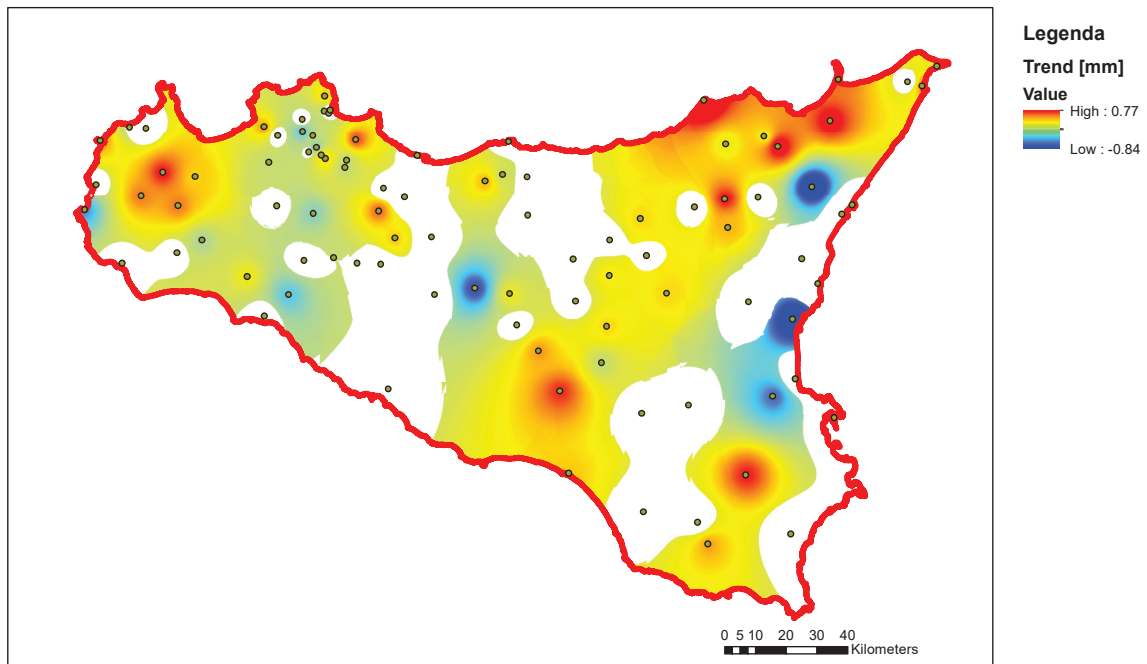 Legenda
Trend [mm]
Value
High : 0.77
Low : -0.84
0 5 10 20 30 40
Kilometers